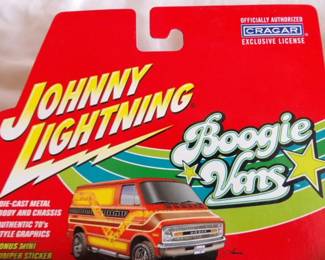 OFFICIALLY AUTHORIZED
CRAGAR
EXCLUSIVE LICENSE
JOHNNY
LIGHTNING
Boogie
Vans
DIE-CAST METAL
BODY AND CHASSIS
AUTHENTIC 70's
STYLE GRAPHICS
BONUS MINI
BUMPER STICKER